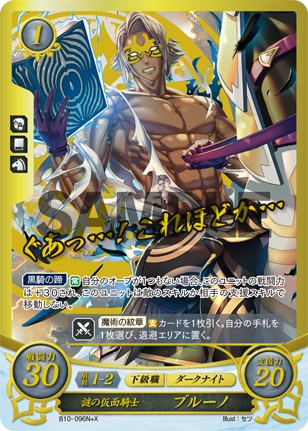 1
SAMPLE
ぐあっ…！これほどか…
黒騎の蹄 常 自分のオーブが1つもない場合、このユニットの戦闘力
は+30され、このユニットは敵のスキルか相手の支援スキルで
移動しない。
魔術の紋章 支 カードを1枚引く。自分の手札を
1枚選び、退避エリアに置く。
戦闘力 30
射程 1-2 下級職 ダークナイト
支援力 20
謎の仮面騎士 ブルーノ
B10-096N+X
Illust：セツ